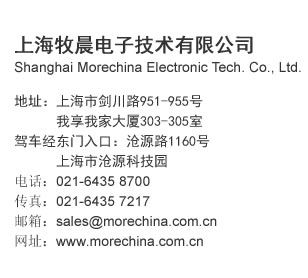 上海牧晨电子技术有限公司
Shanghai Morechina Electronic Tech. Co., Ltd.
地址：上海市剑川路951-955号
我享我家大厦303-305室
驾车经东门入口：沧源路1160号
上海市沧源科技园
电话：021-6435 8700
传真：021-6435 7217
邮箱：sales@morechina.com.cn
网址：www.morechina.com.cn